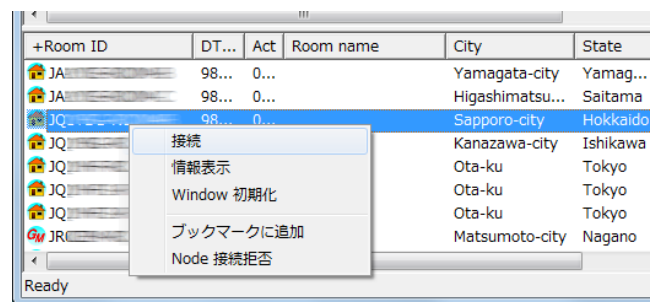 +Room ID DT... Act Room name City State
JA 98... 0... Yamagata-city Yamag...
JA 98... 0... Higashimatsu... Saitama
JQ 98... 0... Sapporo-city Hokkaido
JQ Kanazawa-city Ishikawa
JQ Ota-ku Tokyo
JQ Ota-ku Tokyo
JQ Ota-ku Tokyo
GM JR Matsumoto-city Nagano
接続
情報表示
Window 初期化
ブックマークに追加
Node 接続拒否
Ready